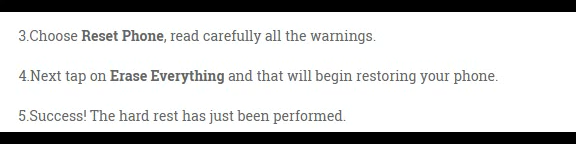 3.Choose Reset Phone, read carefully all the warnings.
4.Next tap on Erase Everything and that will begin restoring your phone.
5.Success! The hard rest has just been performed.